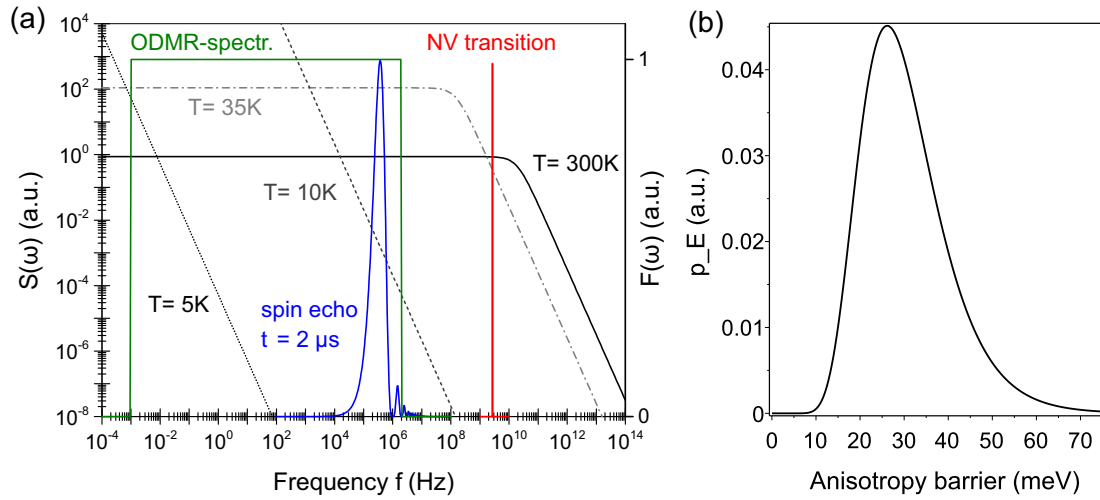 (a)
10^4
10^2
10^0
10^-2
10^-4
10^-6
10^-8
S(ω) (a.u.)
ODMR-spectr.
NV transition
T= 35K
T= 300K
T= 10K
T= 5K
spin echo
t = 2 µs
1
0
F(ω) (a.u.)
10^-4 10^-2 10^0 10^2 10^4 10^6 10^8 10^10 10^12 10^14
Frequency f (Hz)
(b)
0.04
0.03
0.02
0.01
0
p_E (a.u.)
0 10 20 30 40 50 60 70
Anisotropy barrier (meV)